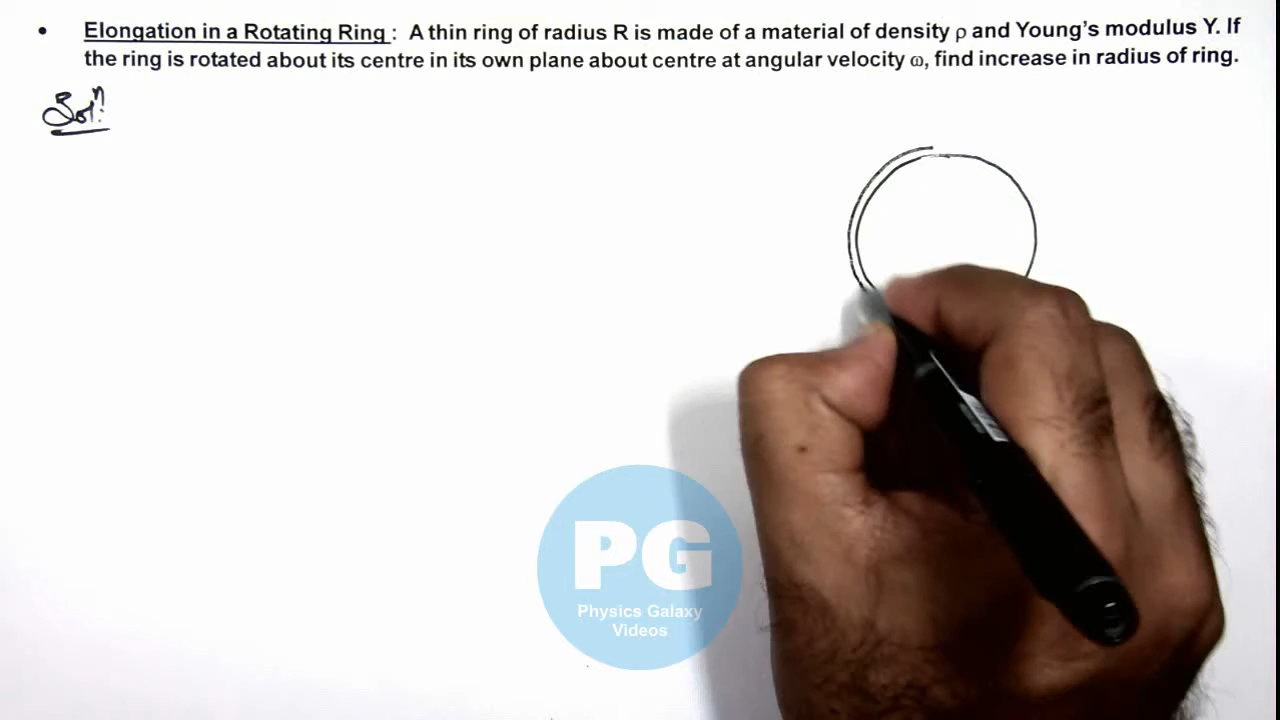 • Elongation in a Rotating Ring : A thin ring of radius R is made of a material of density ρ and Young's modulus Y. If
the ring is rotated about its centre in its own plane about centre at angular velocity ω, find increase in radius of ring.
Solⁿ:
PG
Physics Galaxy
Videos